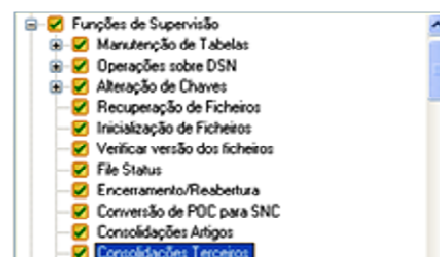 Funções de Supervisão
Manutenção de Tabelas
Operações sobre DSN
Alteração de Chaves
Recuperação de Ficheiros
Inicialização de Ficheiros
Verificar versão dos ficheiros
File Status
Encerramento/Reabertura
Conversão de POC para SNC
Consolidações Artigos
Consolidações Terceiros